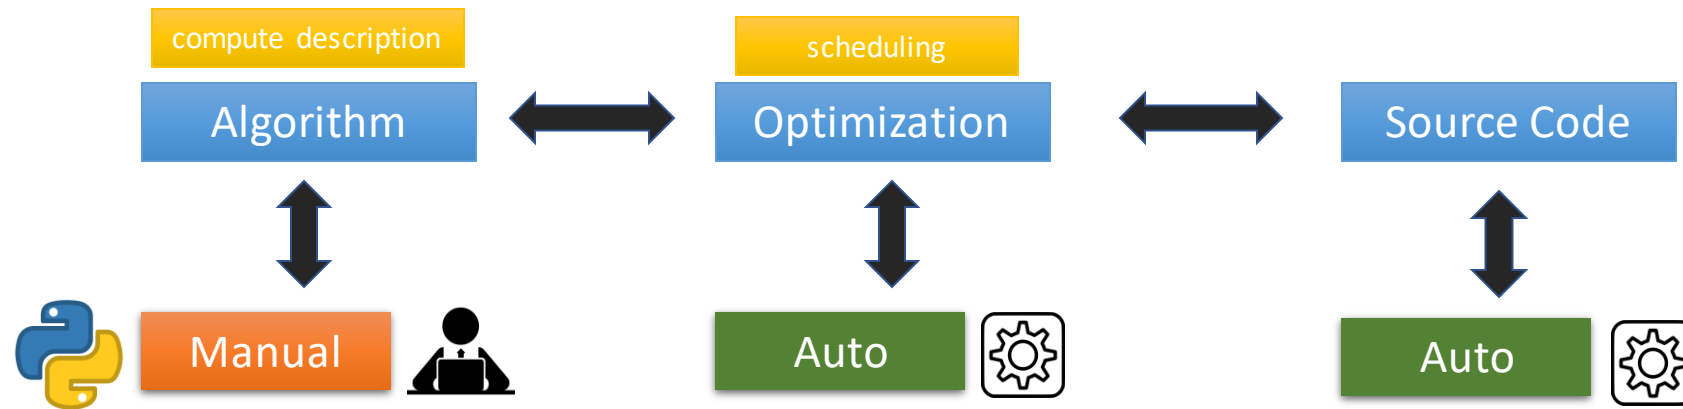 compute description
scheduling
Algorithm
Optimization
Source Code
Manual
Auto
Auto